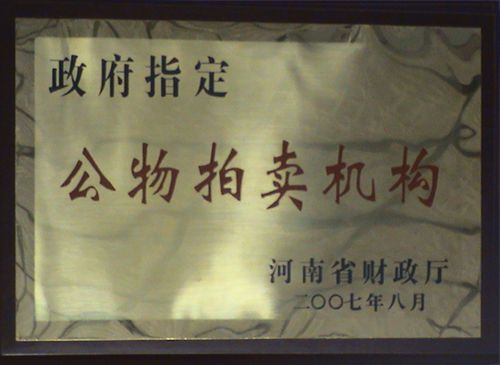 政府指定
公物拍卖机构
河南省财政厅
二〇〇七年八月